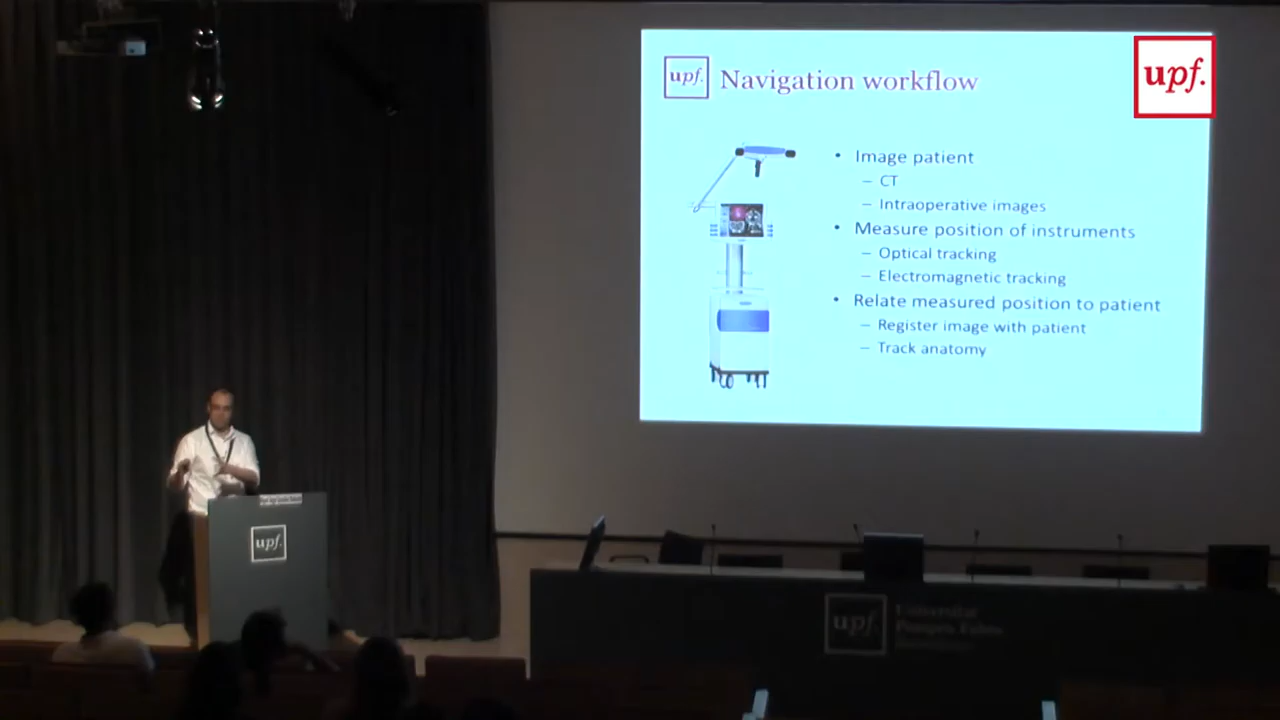 upf. Navigation workflow
upf.
• Image patient
– CT
– Intraoperative images
• Measure position of instruments
– Optical tracking
– Electromagnetic tracking
• Relate measured position to patient
– Register image with patient
– Track anatomy
upf.
upf.
Universitat
Pompeu Fabra